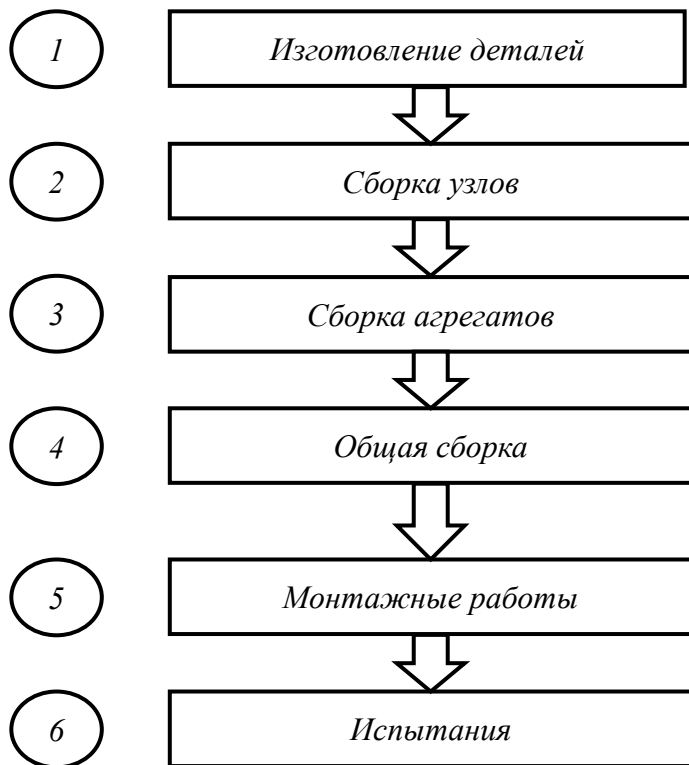 1 Изготовление деталей
2 Сборка узлов
3 Сборка агрегатов
4 Общая сборка
5 Монтажные работы
6 Испытания